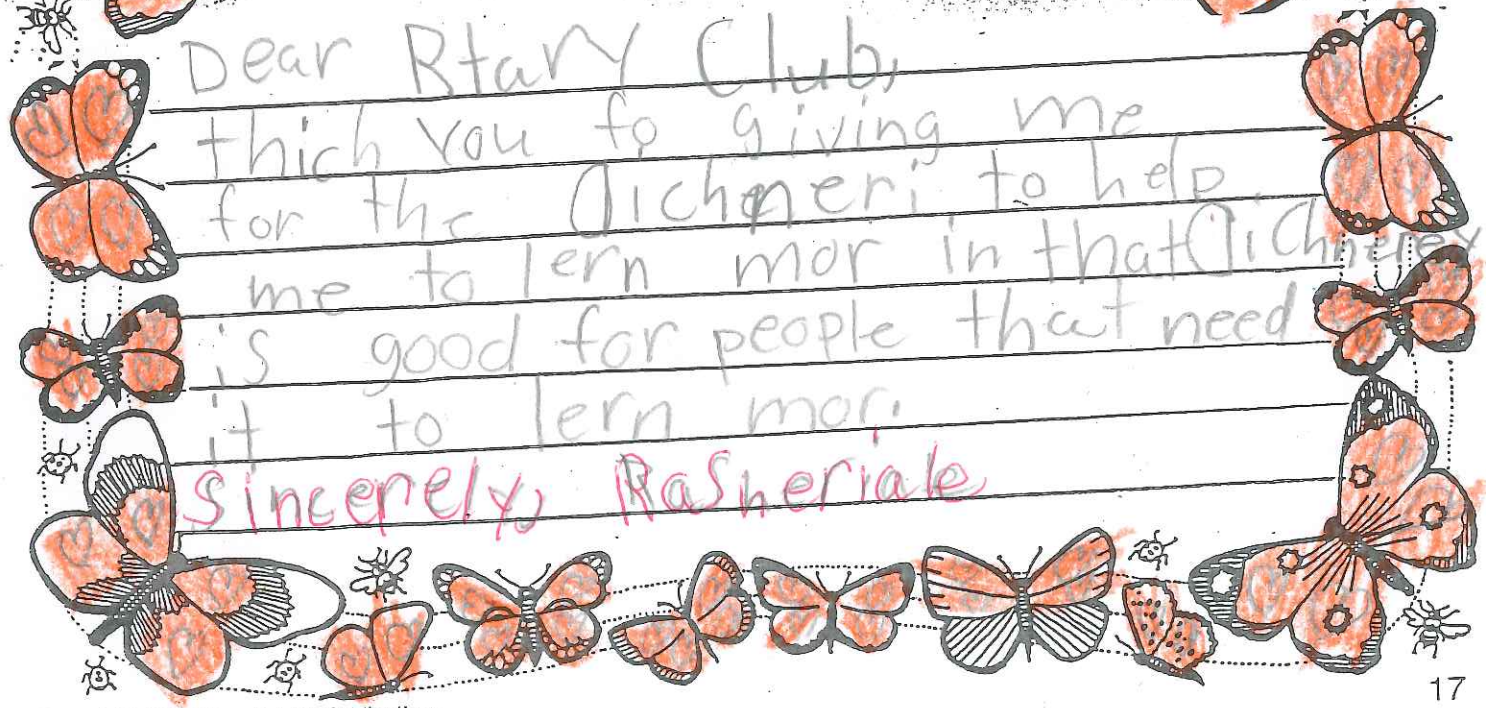 Dear Rtary Club,
thich you fo giving me
for the Dichneri to help
me to lern mor in that Dichnerey
is good for people that need
it to lern mor.
Sincerely, Rasheriale
17